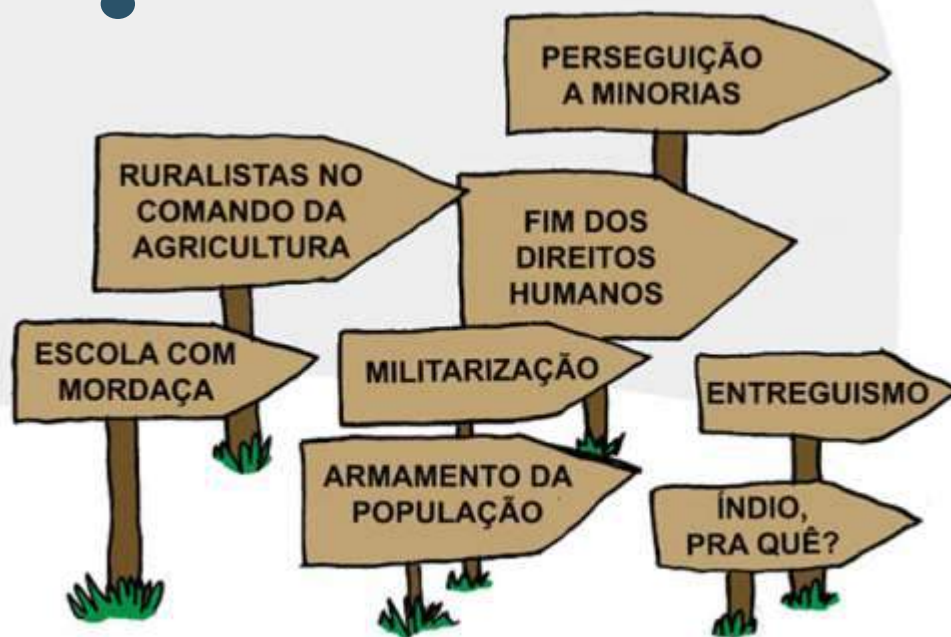 PERSEGUIÇÃO
A MINORIAS
RURALISTAS NO
COMANDO DA
AGRICULTURA
FIM DOS
DIREITOS
HUMANOS
ESCOLA COM
MORDAÇA
MILITARIZAÇÃO
ENTREGUISMO
ARMAMENTO DA
POPULAÇÃO
ÍNDIO,
PRA QUÊ?